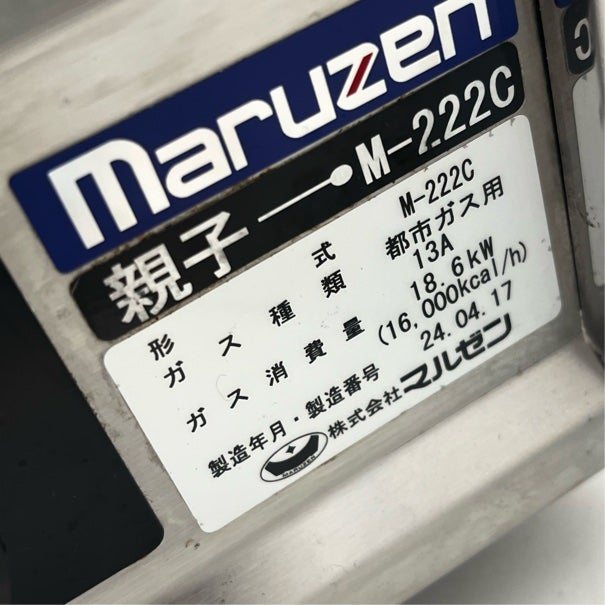 Maruzen
親子 M-222C
形式 M-222C
ガス種類 都市ガス用
13A
ガス消費量 18.6kW
(16,000kcal/h)
製造年月・製造番号 24.04.17
MARUZEN 株式会社マルゼン
C